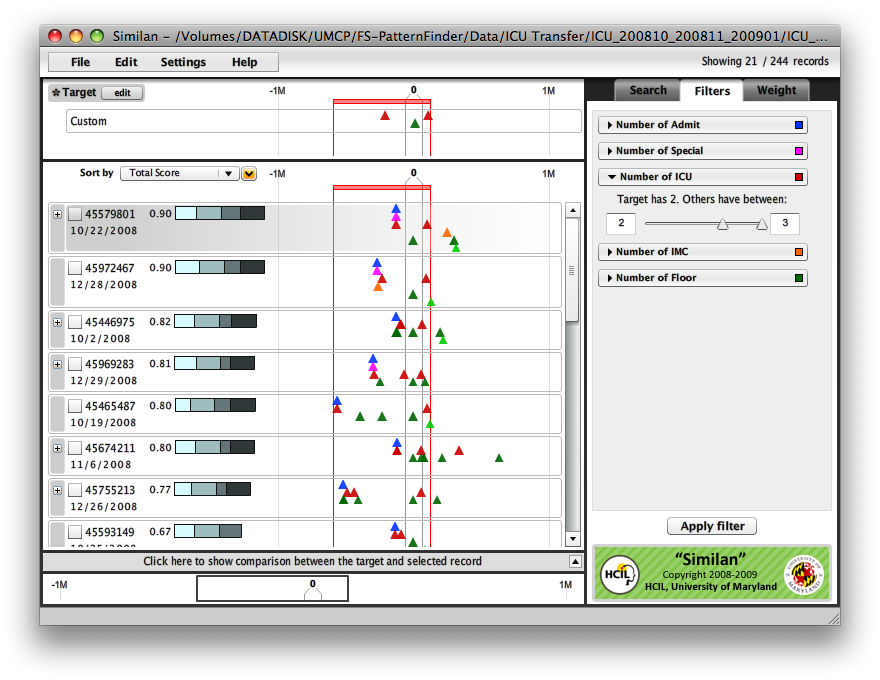 Similan - /Volumes/DATADISK/UMCP/FS-PatternFinder/Data/ICU Transfer/ICU_200810_200811_200901/ICU_...
File Edit Settings Help
Showing 21 / 244 records
* Target edit
-1M 0 1M
Custom
Sort by Total Score
-1M 0 1M
45579801 0.90
10/22/2008
45972467 0.90
12/28/2008
45446975 0.82
10/2/2008
45969283 0.81
12/29/2008
45465487 0.80
10/19/2008
45674211 0.80
11/6/2008
45755213 0.77
12/26/2008
45593149 0.67
Click here to show comparison between the target and selected record
-1M 0 1M
Search Filters Weight
Number of Admit
Number of Special
Number of ICU
Target has 2. Others have between:
2 3
Number of IMC
Number of Floor
Apply filter
HCIL
“Similan”
Copyright 2008-2009
HCIL, University of Maryland